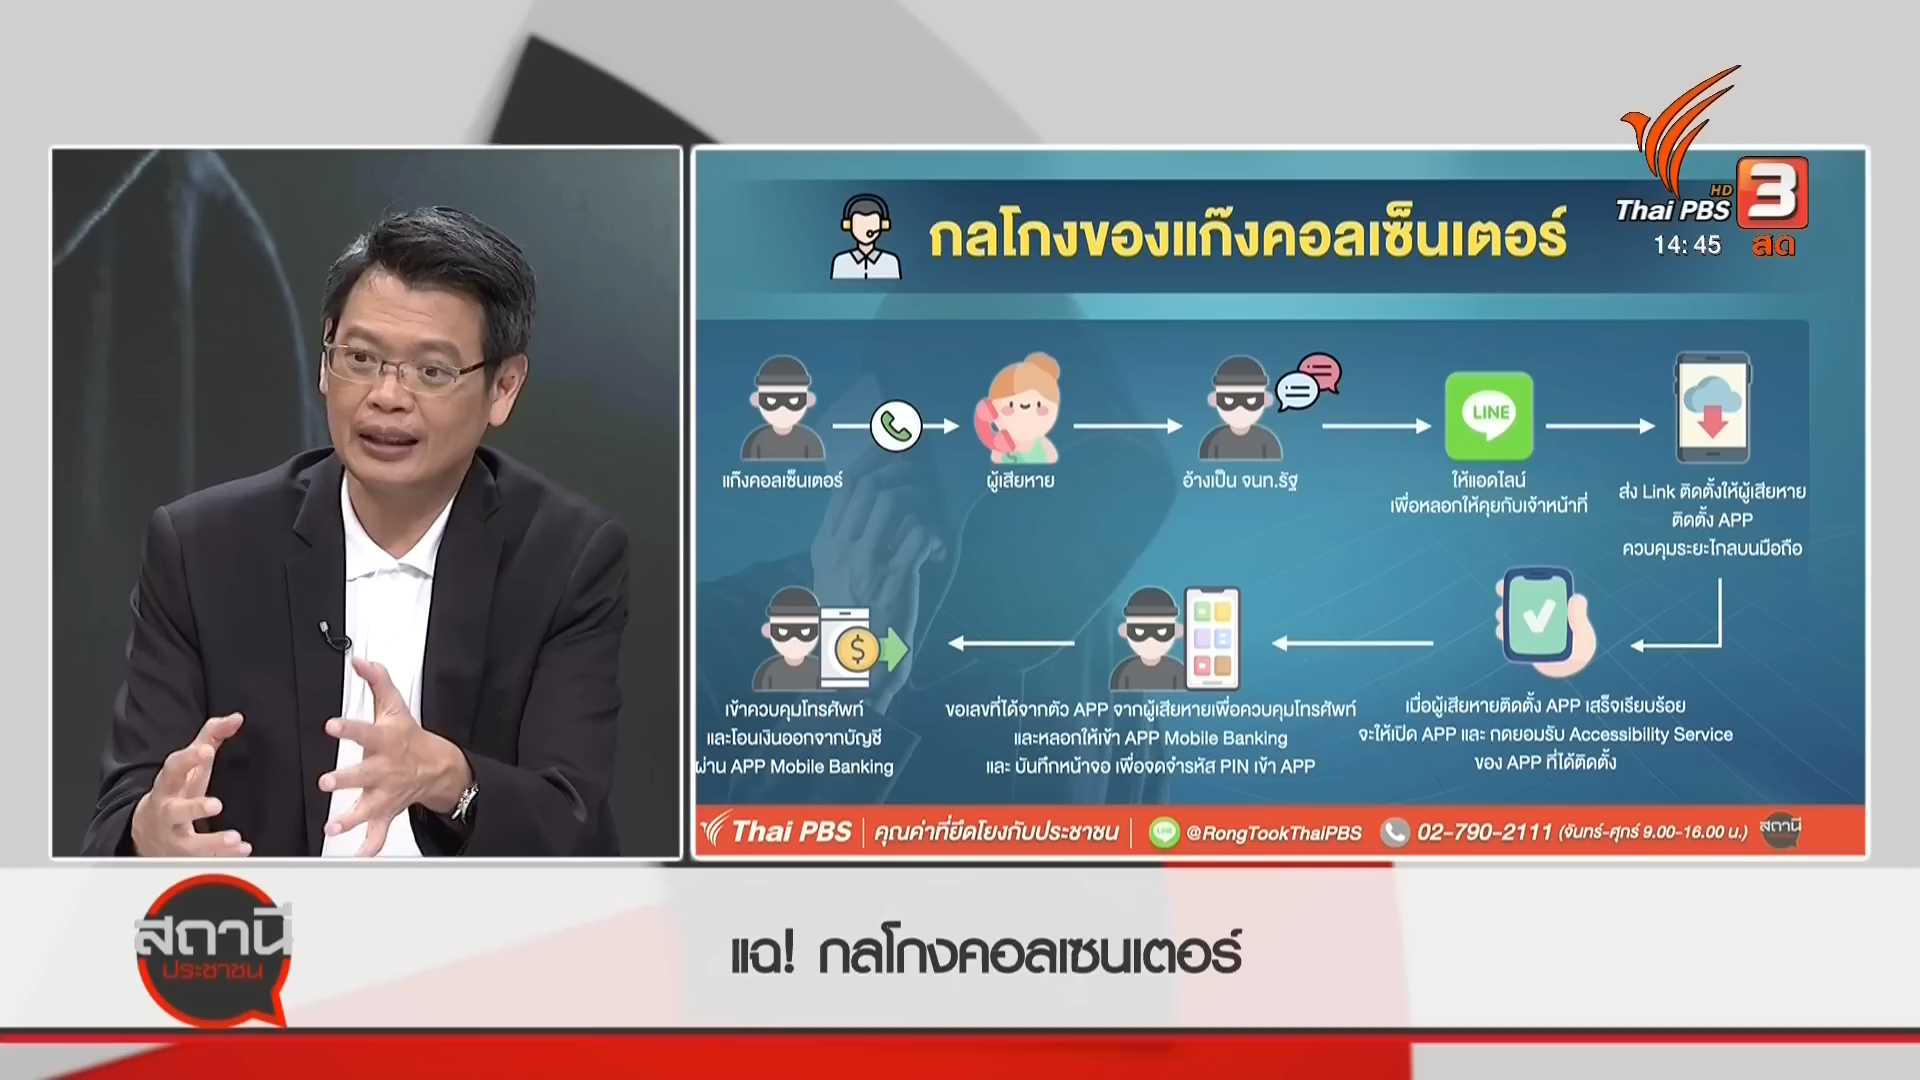 HD
Thai PBS
3
14:45
สด
กลโกงของแก๊งคอลเซ็นเตอร์
แก๊งคอลเซ็นเตอร์
ผู้เสียหาย
อ้างเป็น จนท.รัฐ
LINE
ให้แอดไลน์
เพื่อหลอกให้คุยกับเจ้าหน้าที่
ส่ง Link ติดตั้งให้ผู้เสียหาย
ติดตั้ง APP
ควบคุมระยะไกลบนมือถือ
เมื่อผู้เสียหายติดตั้ง APP เสร็จเรียบร้อย
จะให้เปิด APP และ กดยอมรับ Accessibility Service
ของ APP ที่ได้ติดตั้ง
ขอเลขที่ได้จากตัว APP จากผู้เสียหายเพื่อควบคุมโทรศัพท์
และหลอกให้เข้า APP Mobile Banking
และ บันทึกหน้าจอ เพื่อจดจำรหัส PIN เข้า APP
$
เข้าควบคุมโทรศัพท์
และโอนเงินออกจากบัญชี
ผ่าน APP Mobile Banking
Thai PBS | คุณค่าที่ยึดโยงกับประชาชน | LINE @RongTookThaiPBS 02-790-2111 (จันทร์-ศุกร์ 9.00-16.00 น.) สถานี
สถานี
ประชาชน
แฉ! กลโกงคอลเซนเตอร์